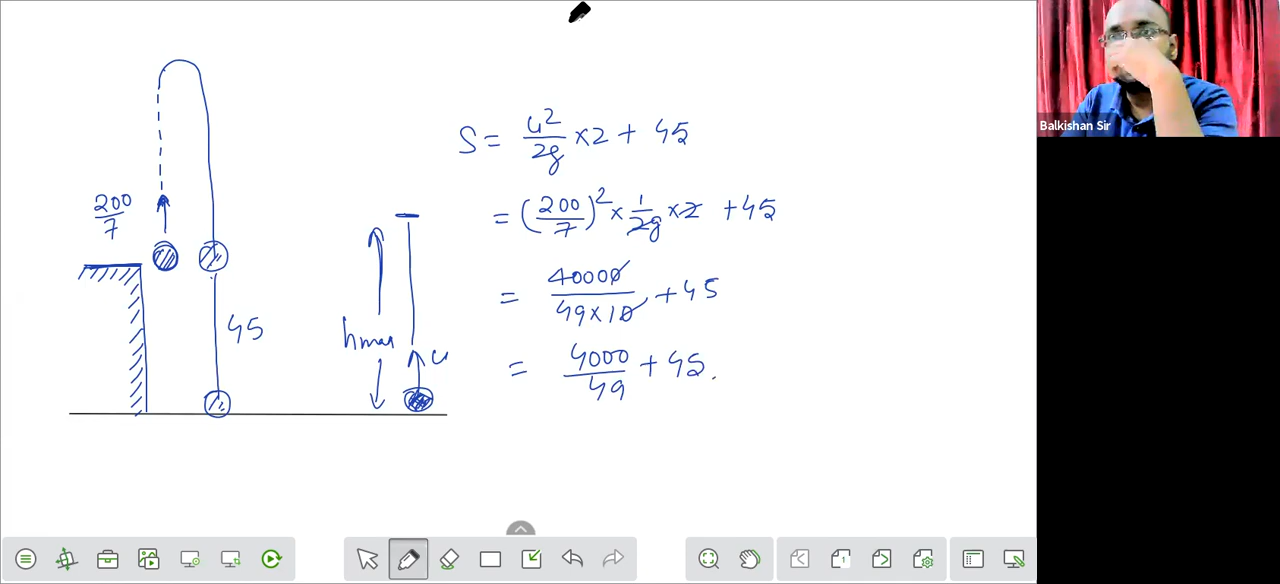 Balkishan Sir
S = u²/2g × 2 + 45
200/7
= (200/7)² × 1/2g × 2 + 45
= 40000/49×10 + 45
45
hmax
u
= 4000/49 + 45.
1